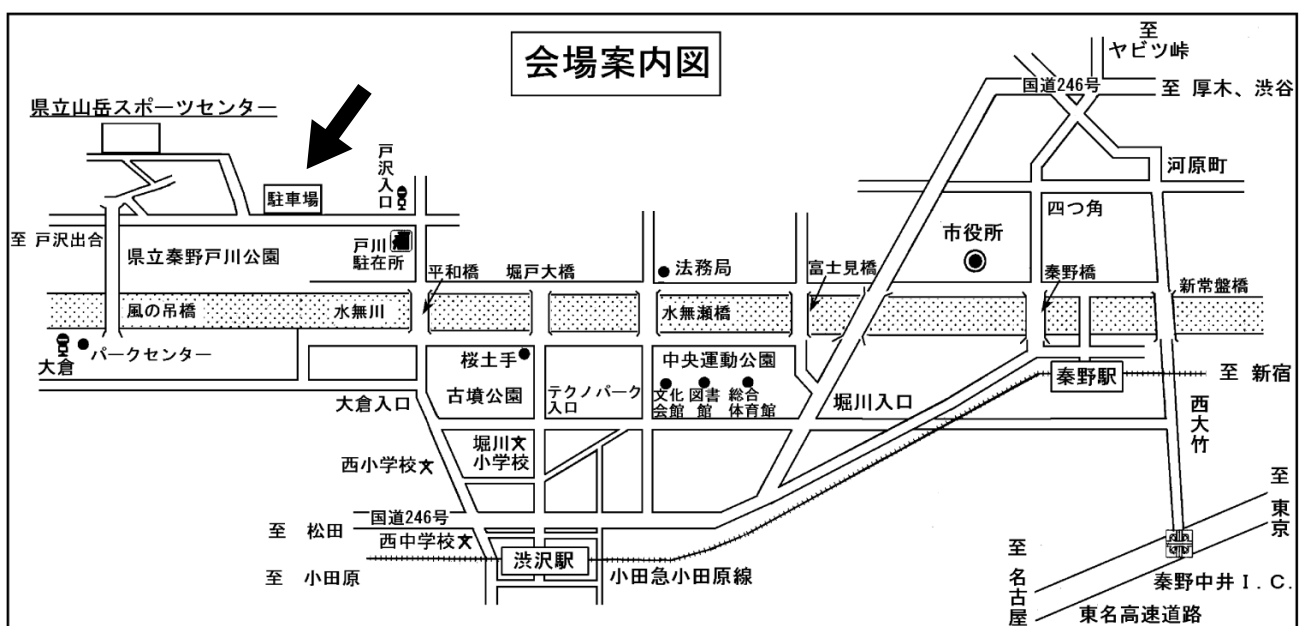 会場案内図
至
ヤビツ峠
国道246号
至 厚木、渋谷
県立山岳スポーツセンター
駐車場
戸沢入口
河原町
四つ角
市役所
至 戸沢出合
県立秦野戸川公園
戸川
駐在所
平和橋
堀戸大橋
法務局
富士見橋
秦野橋
新常盤橋
風の吊橋
水無川
水無瀬橋
大倉
パークセンター
桜土手
古墳公園
テクノパーク
入口
中央運動公園
文化
会館
図書
館
総合
体育館
秦野駅
至 新宿
大倉入口
堀川入口
西大竹
堀川
小学校
西小学校
至 松田
国道246号
西中学校
渋沢駅
至 小田原
小田急小田原線
至 東京
至 名古屋
秦野中井I.C.
東名高速道路